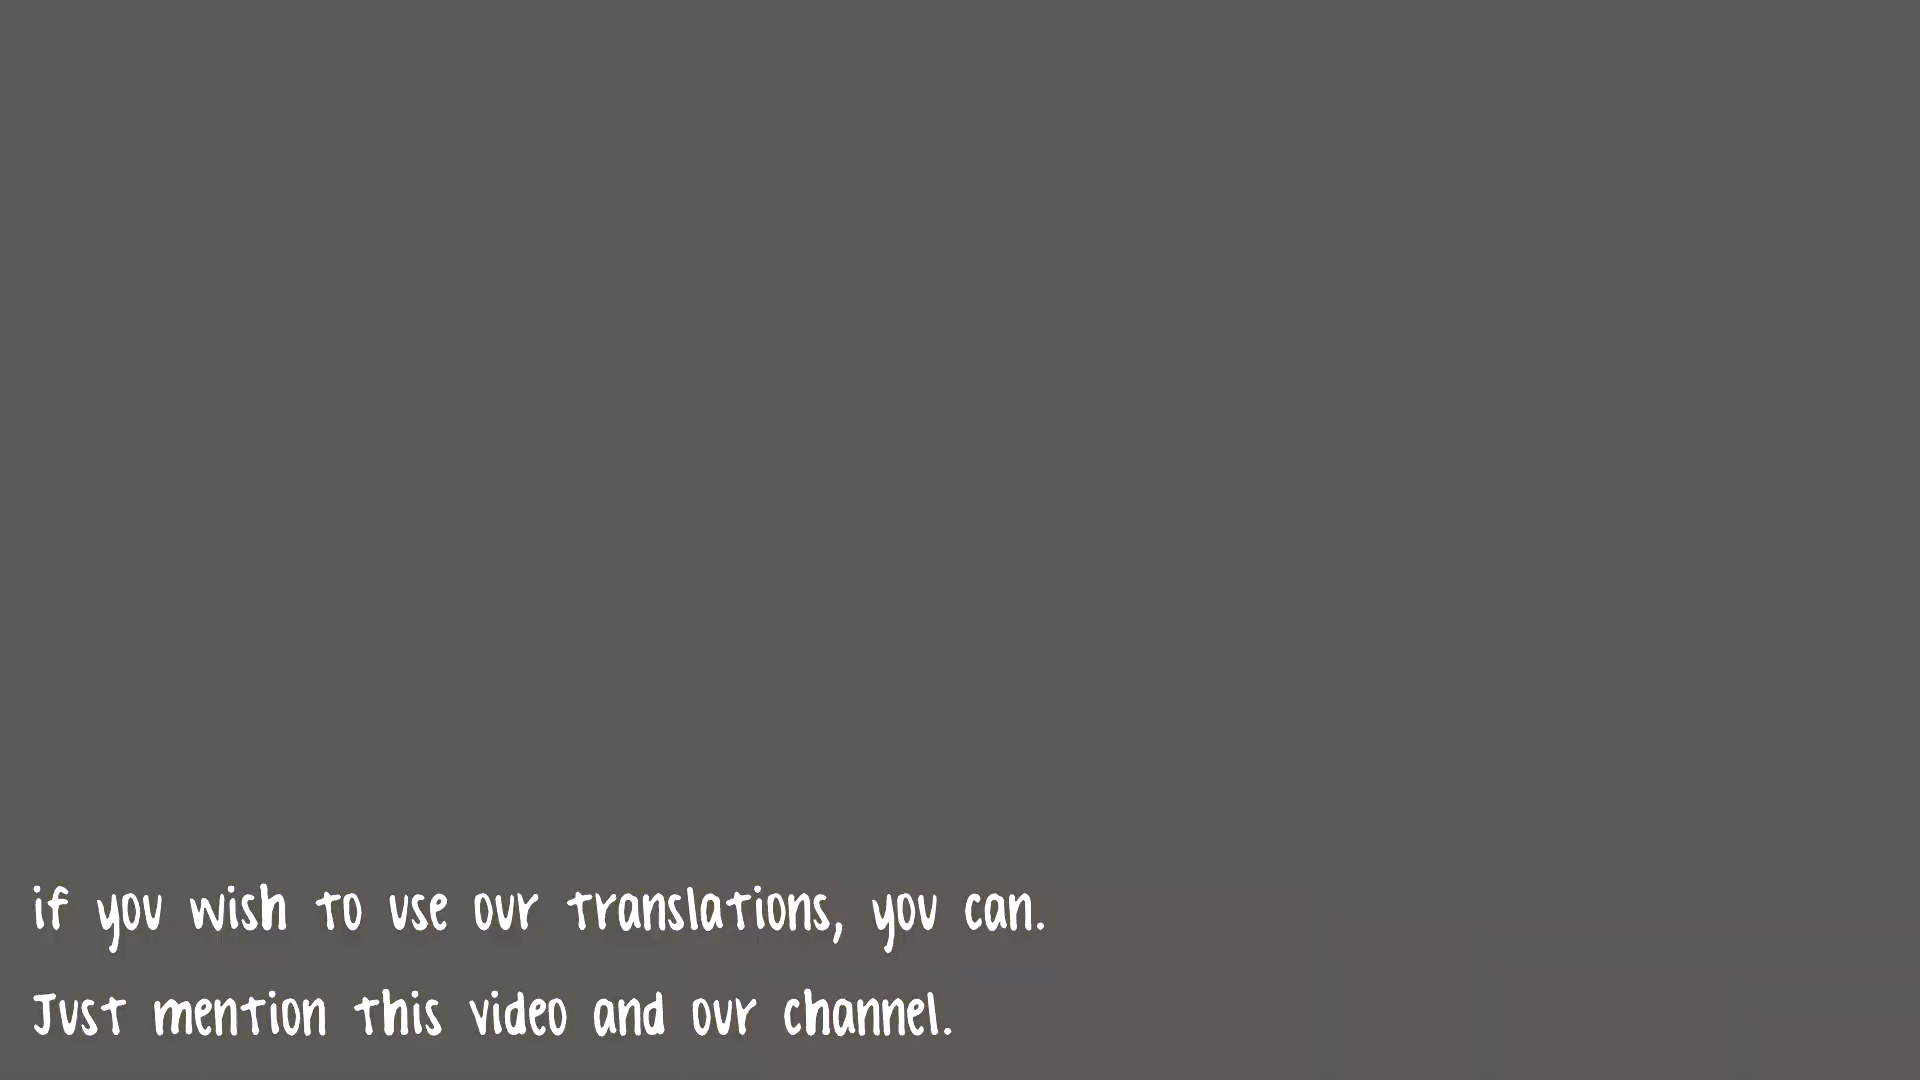 if you wish to use our translations, you can.
Just mention this video and our channel.